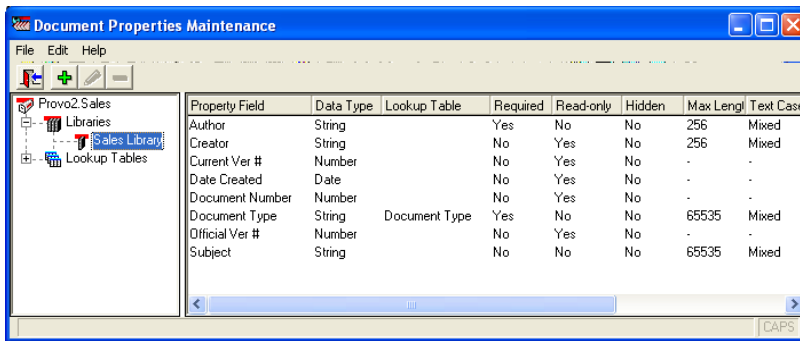 Document Properties Maintenance
File Edit Help
Provo2.Sales
Libraries
Sales Library
Lookup Tables
Property Field Data Type Lookup Table Required Read-only Hidden Max Lengl Text Case
Author String Yes No No 256 Mixed
Creator String No Yes No 256 Mixed
Current Ver # Number No Yes No - -
Date Created Date No Yes No - -
Document Number Number No Yes No - -
Document Type String Document Type Yes No No 65535 Mixed
Official Ver # Number No Yes No - -
Subject String No No No 65535 Mixed
CAPS